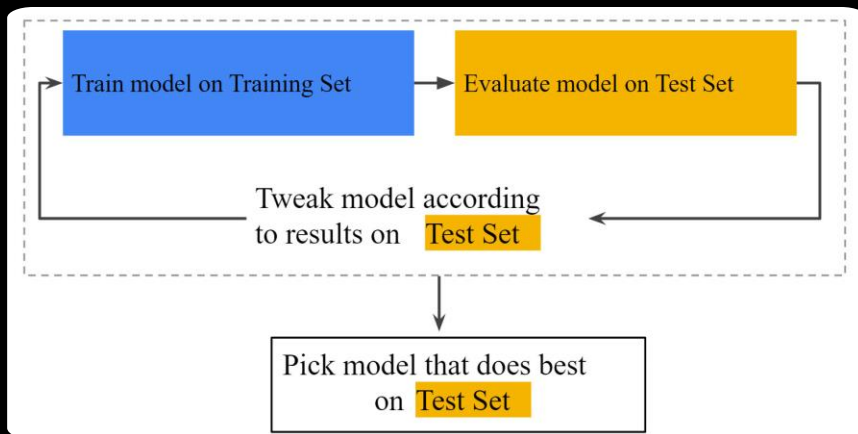 Train model on Training Set
Evaluate model on Test Set
Tweak model according
to results on Test Set
Pick model that does best
on Test Set